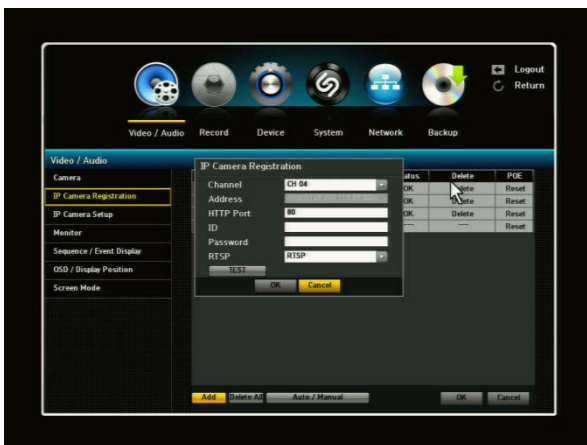 Logout
Return
Video / Audio Record Device System Network Backup
Video / Audio
Camera
IP Camera Registration
IP Camera Setup
Monitor
Sequence / Event Display
OSD / Display Position
Screen Mode
IP Camera Registration
Channel CH 04
Address
HTTP Port 80
ID
Password
RTSP RTSP
TEST
OK Cancel
Delete POE
OK Delete Reset
OK Delete Reset
OK Delete Reset
---- ---- Reset
Add Delete All Auto / Manual OK Cancel